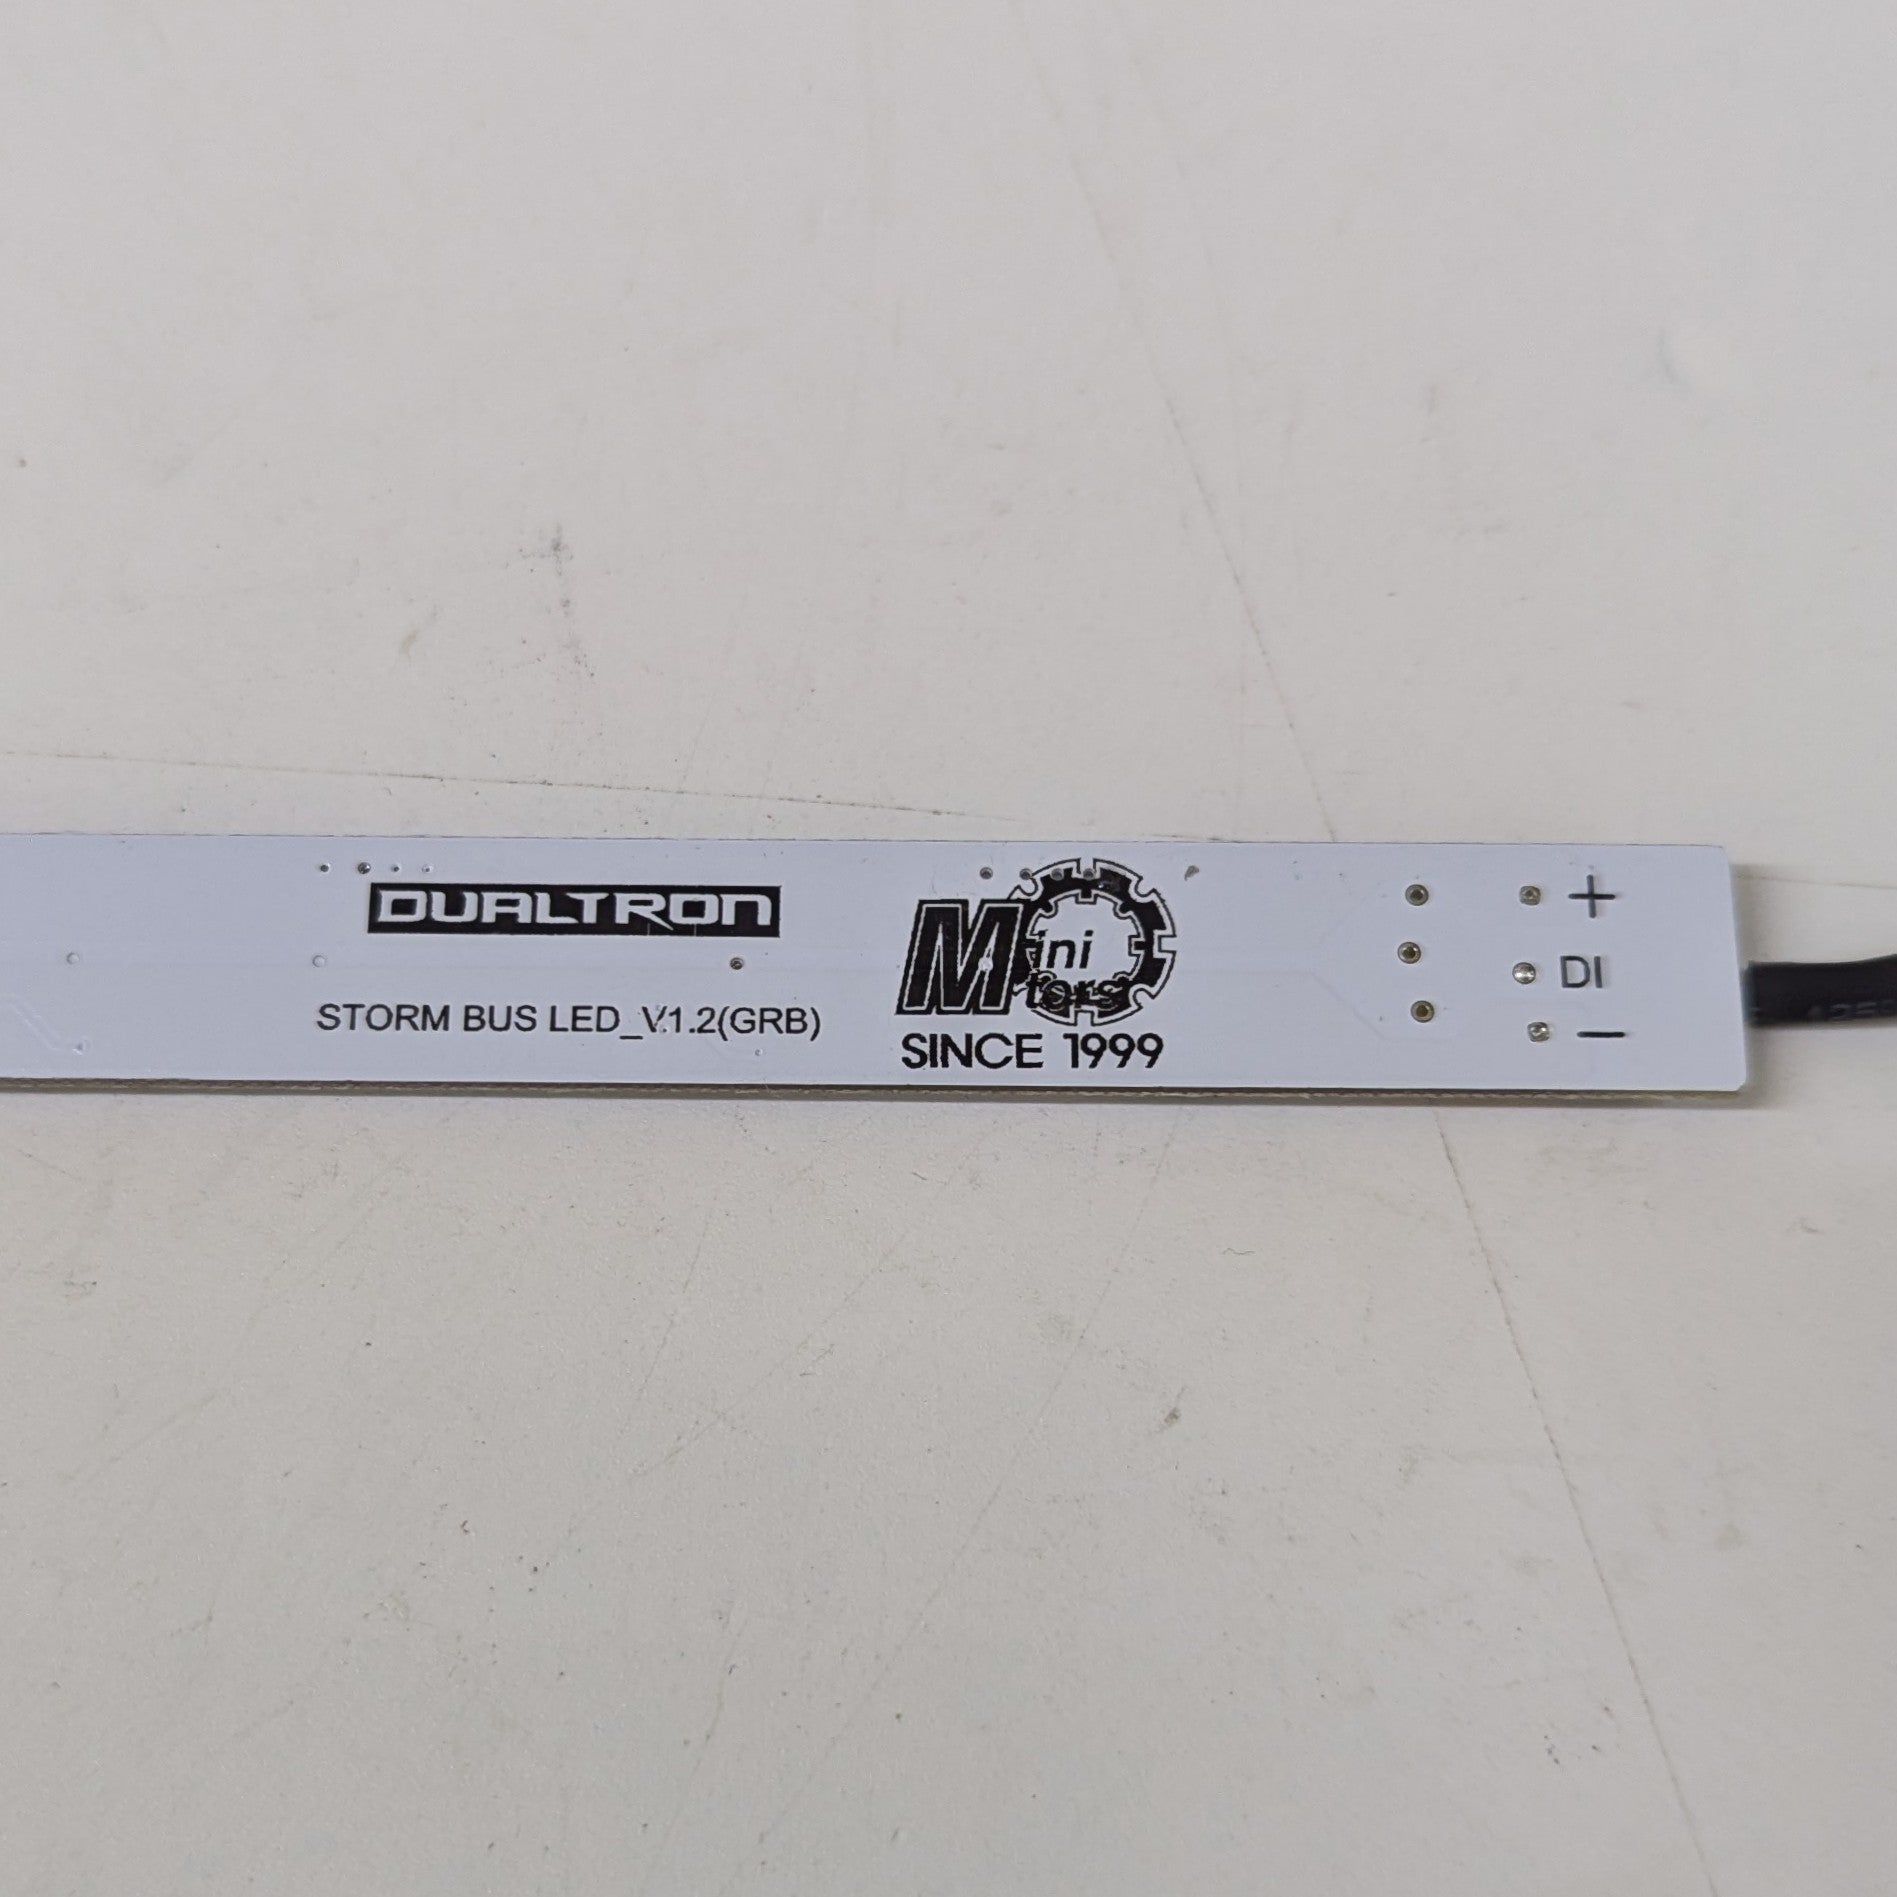 DUALTRON
STORM BUS LED_V.1.2(GRB)
Mini
Motors
SINCE 1999
+
DI
—